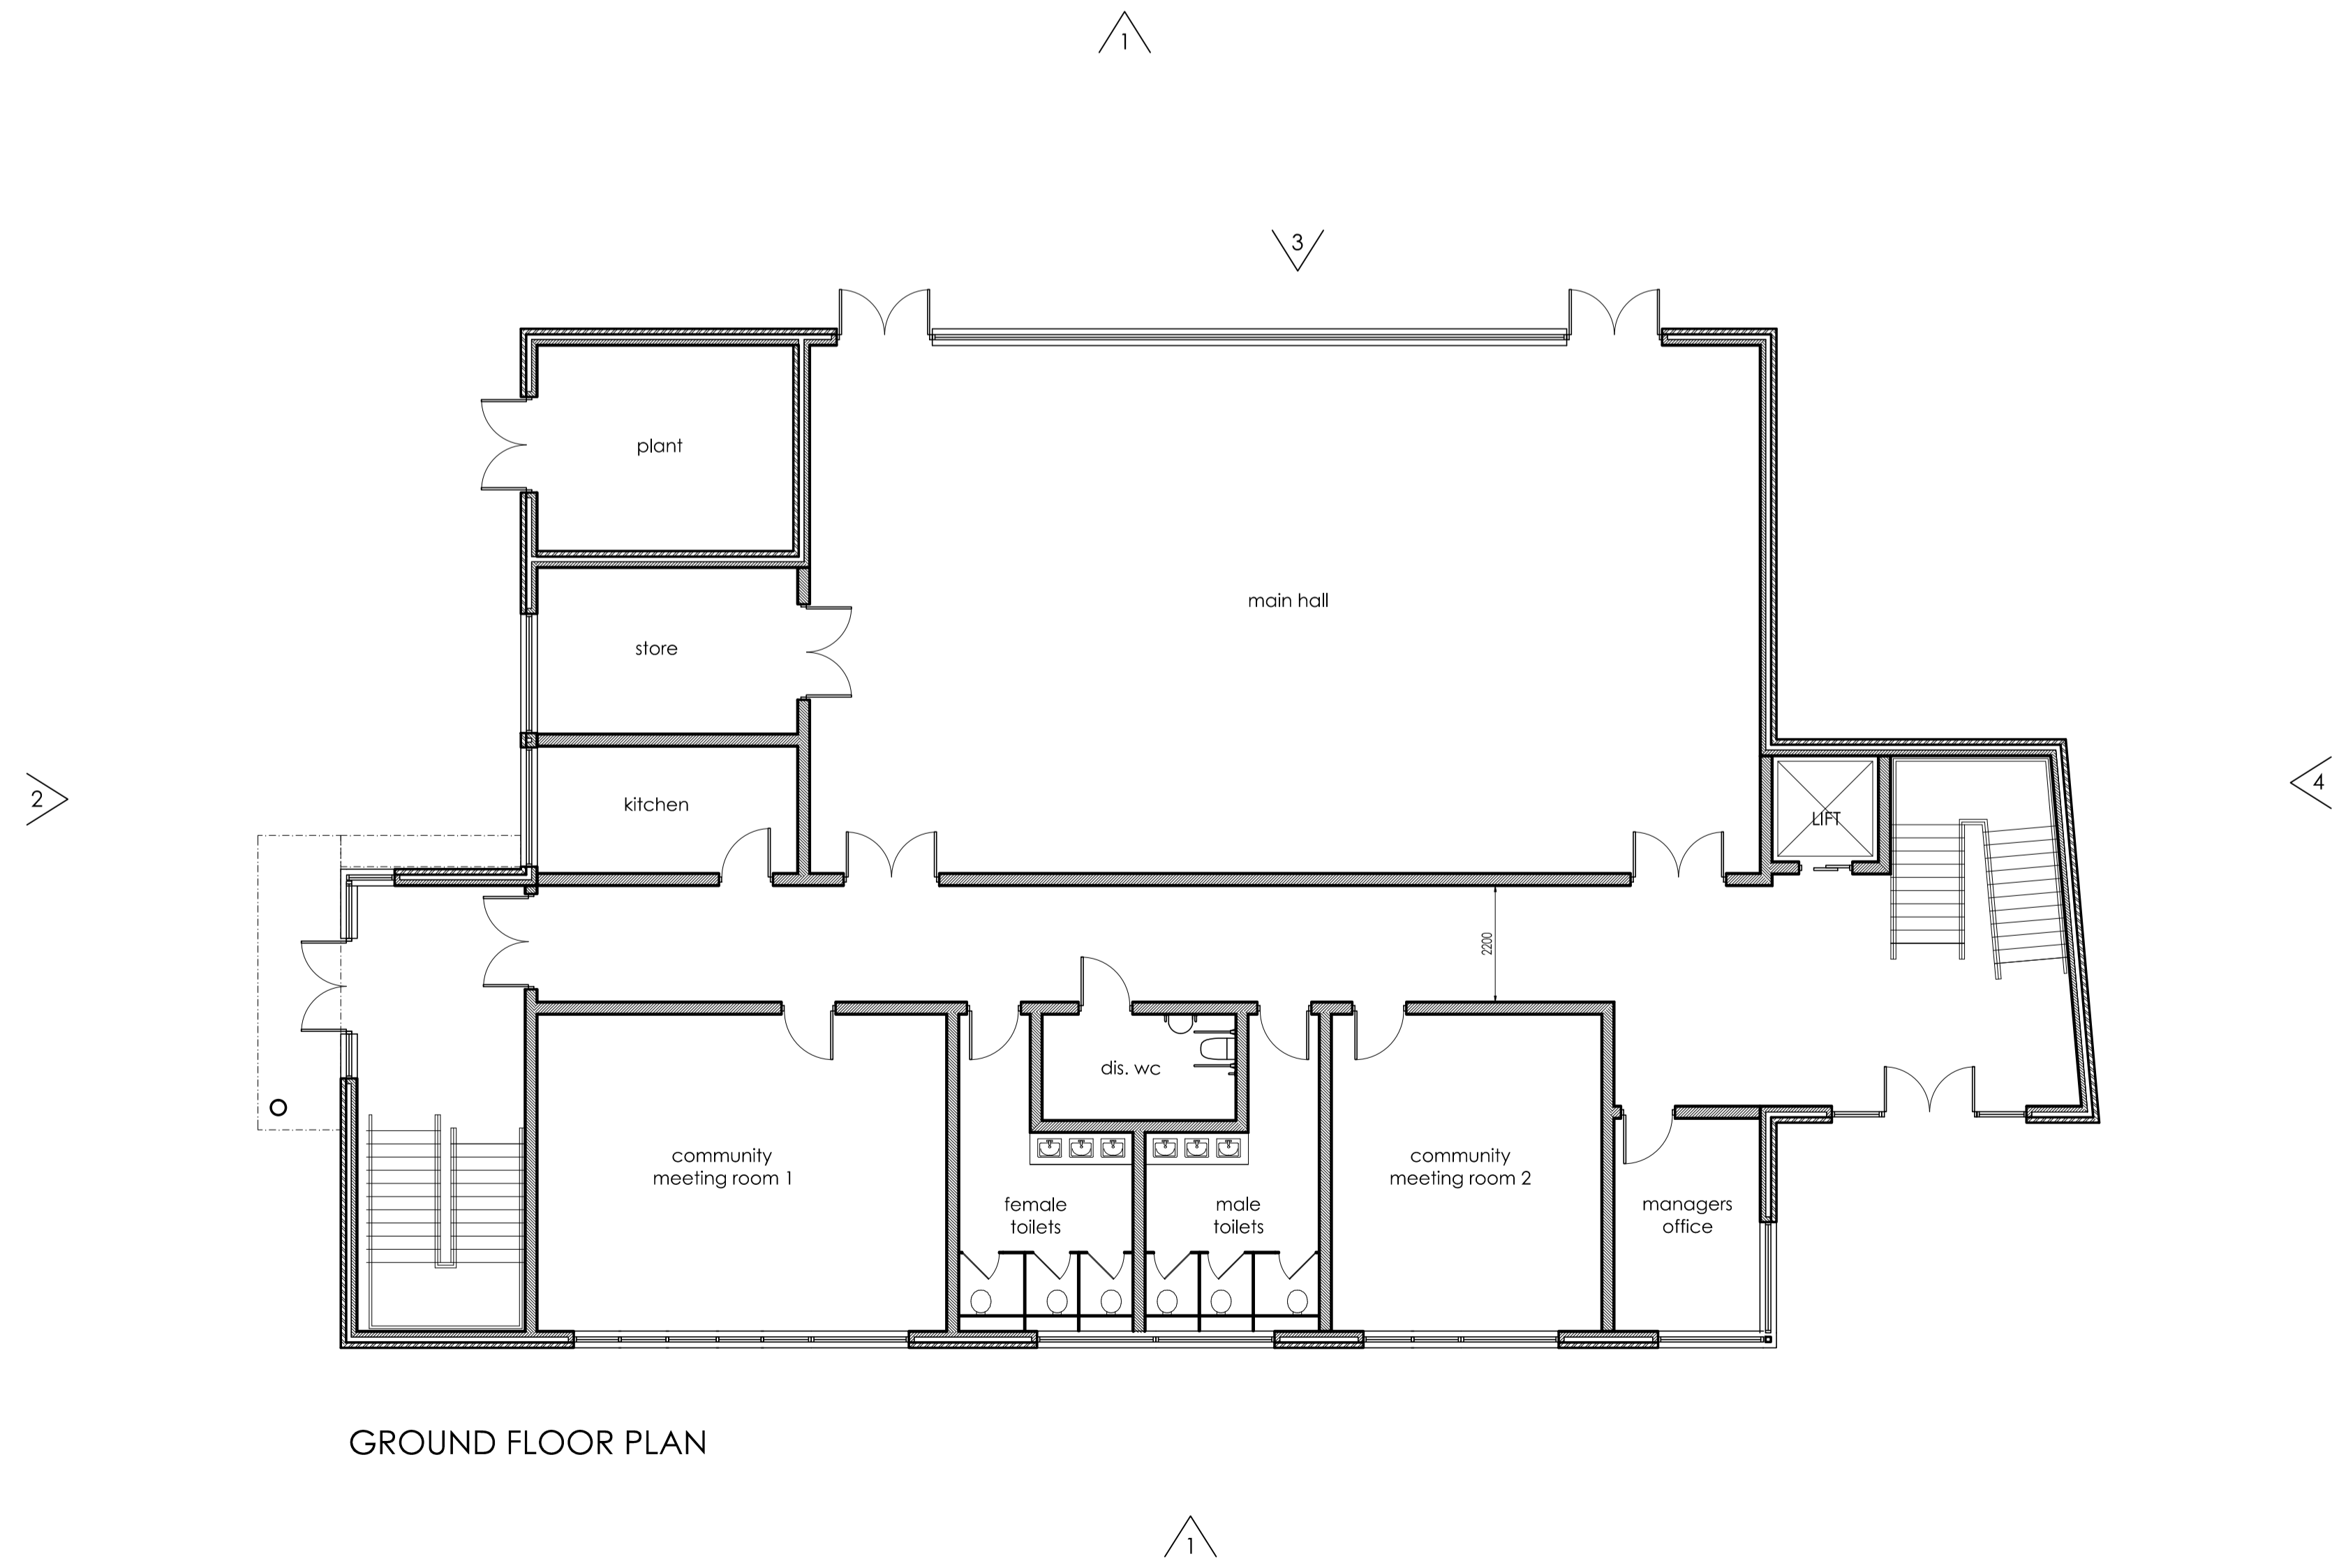 1
3
plant
main hall
store
2
kitchen
4
LIFT
2200
dis. wc
community
meeting room 1
female
toilets
male
toilets
community
meeting room 2
managers
office
GROUND FLOOR PLAN
1